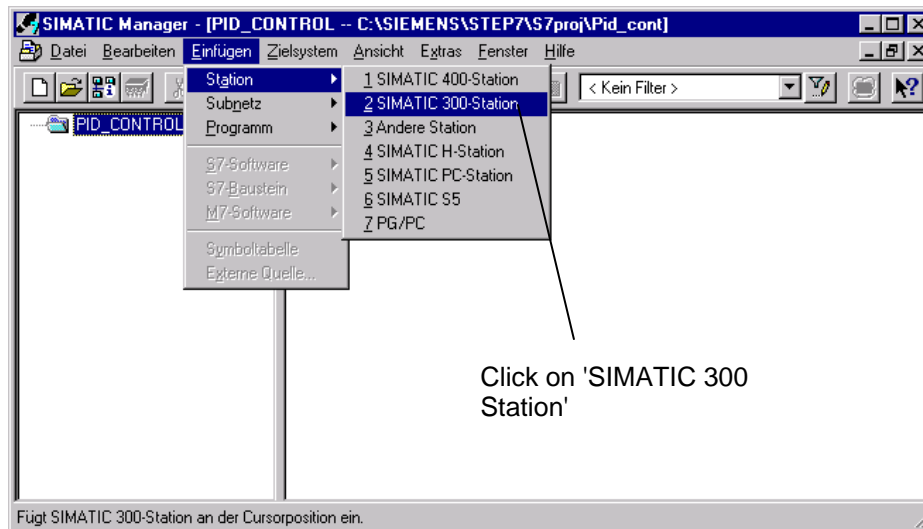 SIMATIC Manager - [PID_CONTROL -- C:\SIEMENS\STEP7\S7proj\Pid_cont]
Datei Bearbeiten Einfügen Zielsystem Ansicht Extras Fenster Hilfe
< Kein Filter >
PID_CONTROL
Station
Subnetz
Programm
S7-Software
S7-Baustein
M7-Software
Symboltabelle
Externe Quelle...
1 SIMATIC 400-Station
2 SIMATIC 300-Station
3 Andere Station
4 SIMATIC H-Station
5 SIMATIC PC-Station
6 SIMATIC S5
7 PG/PC
Click on 'SIMATIC 300
Station'
Fügt SIMATIC 300-Station an der Cursorposition ein.